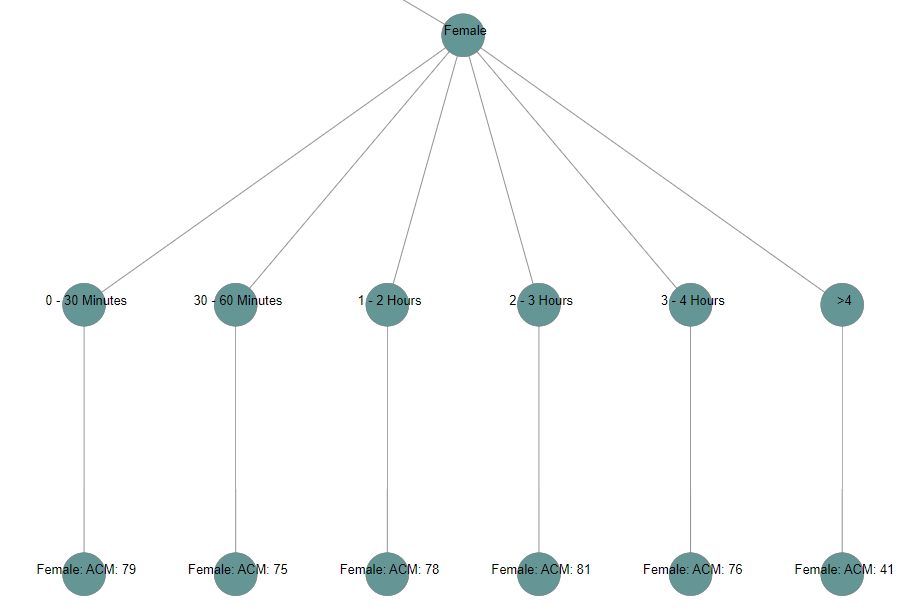 Female
0 - 30 Minutes
30 - 60 Minutes
1 - 2 Hours
2 - 3 Hours
3 - 4 Hours
>4
Female: ACM: 79
Female: ACM: 75
Female: ACM: 78
Female: ACM: 81
Female: ACM: 76
Female: ACM: 41